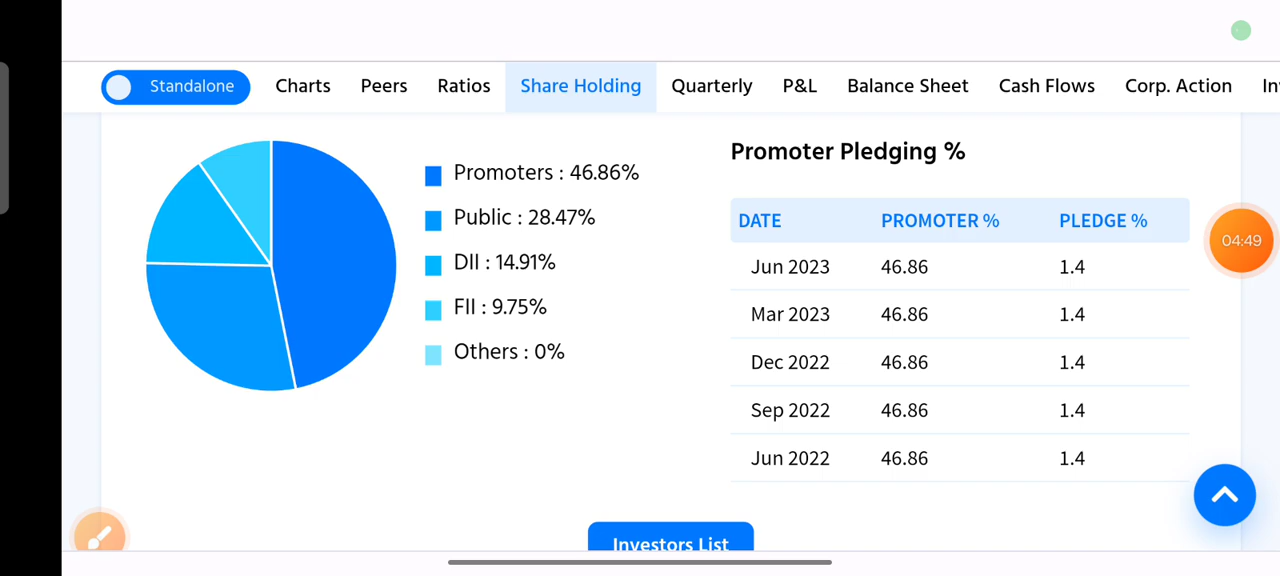 Standalone Charts Peers Ratios Share Holding Quarterly P&L Balance Sheet Cash Flows Corp. Action
Promoters : 46.86%
Public : 28.47%
DII : 14.91%
FII : 9.75%
Others : 0%
Promoter Pledging %
DATE PROMOTER % PLEDGE %
Jun 2023 46.86 1.4
Mar 2023 46.86 1.4
Dec 2022 46.86 1.4
Sep 2022 46.86 1.4
Jun 2022 46.86 1.4
04:49
Investors List